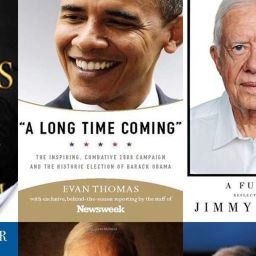 "A LONG TIME COMING"
THE INSPIRING, COMBATIVE 2008 CAMPAIGN
AND THE HISTORIC ELECTION OF BARACK OBAMA
EVAN THOMAS
with exclusive, behind-the-scenes reporting by the staff of
Newsweek
A FU
REFLECT
JIMMY
S
R